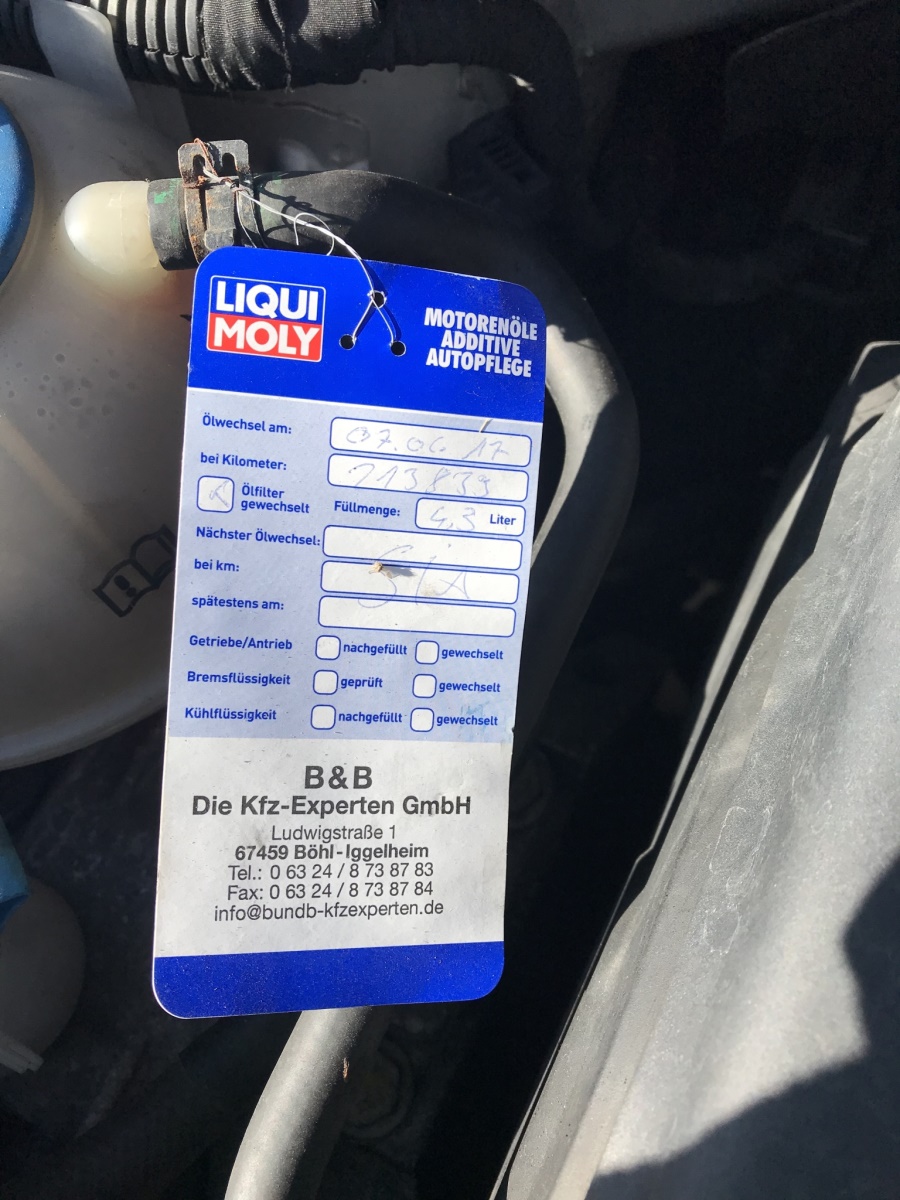 LIQUI
MOLY
MOTORENÖLE
ADDITIVE
AUTOPFLEGE
Ölwechsel am: 07.06.17
bei Kilometer: 113839
Ölfilter
gewechselt
Füllmenge: 4,3 Liter
Nächster Ölwechsel:
bei km:
spätestens am:
Getriebe/Antrieb nachgefüllt gewechselt
Bremsflüssigkeit geprüft gewechselt
Kühlflüssigkeit nachgefüllt gewechselt
B&B
Die Kfz-Experten GmbH
Ludwigstraße 1
67459 Böhl-Iggelheim
Tel.: 0 63 24 / 8 73 87 83
Fax: 0 63 24 / 8 73 87 84
info@bundb-kfzexperten.de